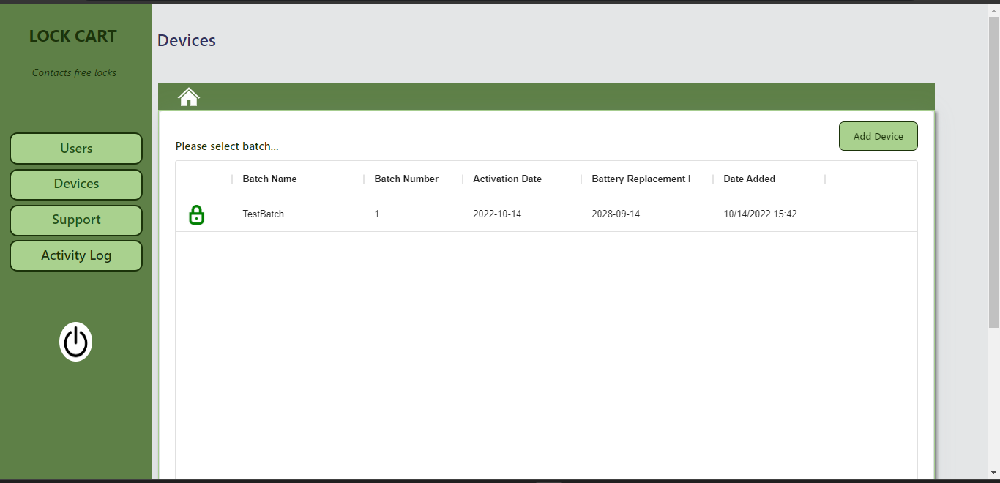 LOCK CART
Contacts free locks
Users
Devices
Support
Activity Log
Devices
Add Device
Please select batch...
Batch Name Batch Number Activation Date Battery Replacement Date Added
TestBatch 1 2022-10-14 2028-09-14 10/14/2022 15:42